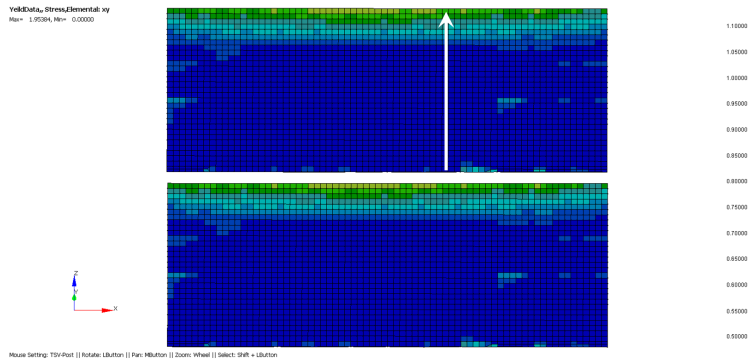 YeildData,, Stress,Elemental: xy
Max= 1.95384, Min= 0.00000
1.10000
1.05000
1.00000
0.95000
0.90000
0.85000
0.80000
0.75000
0.70000
0.65000
0.60000
0.55000
0.50000
Z
Y
X
Mouse Setting: TSV-Post || Rotate: LButton || Pan: MButton || Zoom: Wheel || Select: Shift + LButton